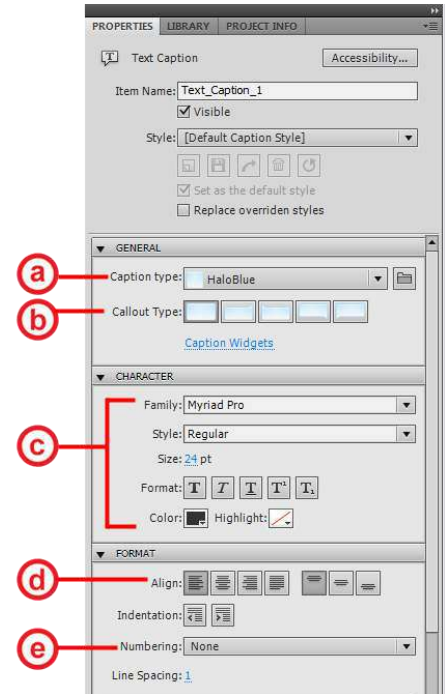 PROPERTIES LIBRARY PROJECT INFO
T Text Caption Accessibility...
Item Name: Text_Caption_1
Visible
Style: [Default Caption Style]
Set as the default style
Replace overriden styles
GENERAL
a Caption type: HaloBlue
b Callout Type:
Caption Widgets
CHARACTER
Family: Myriad Pro
c Style: Regular
Size: 24 pt
Format: T T T T¹ T₁
Color: Highlight:
FORMAT
d Align:
Indentation:
e Numbering: None
Line Spacing: 1